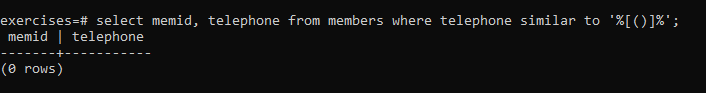 exercises=# select memid, telephone from members where telephone similar to '%[()]%';
 memid | telephone
-------+-----------
(0 rows)